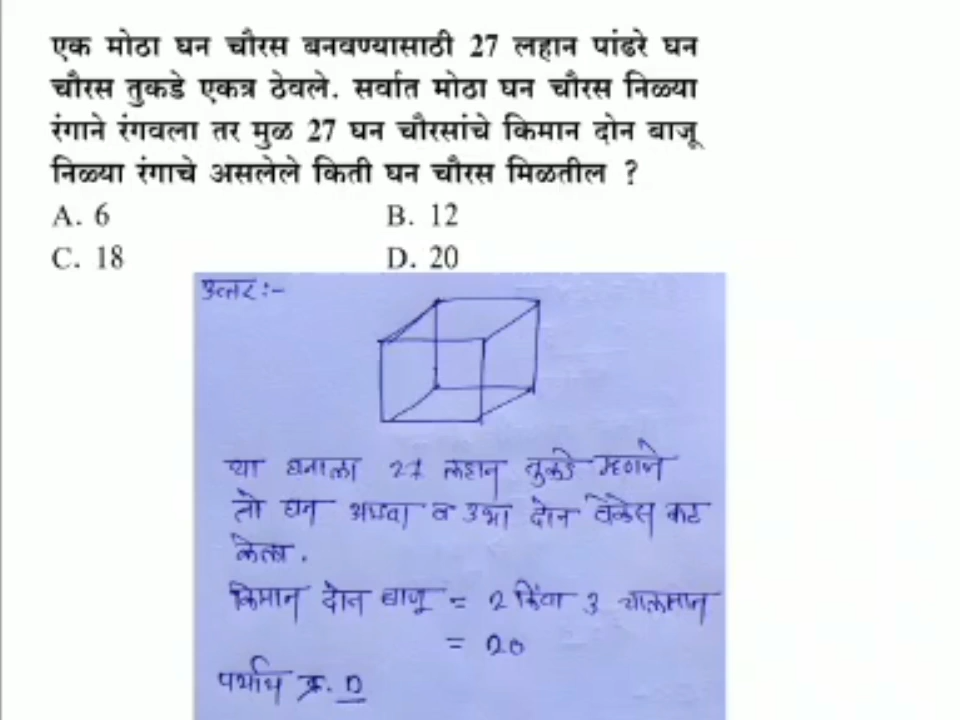 एक मोठा घन चौरस बनवण्यासाठी 27 लहान पांढरे घन
चौरस तुकडे एकत्र ठेवले. सर्वात मोठा घन चौरस निळ्या
रंगाने रंगवला तर मुळ 27 घन चौरसांचे किमान दोन बाजू
निळ्या रंगाचे असलेले किती घन चौरस मिळतील ?
A. 6 B. 12
C. 18 D. 20
उत्तर :-
या घनाला 27 लहान तुकडे म्हणजे
तो घन अथवा व उभा दोन वेळेस कट
केला.
किमान दोन बाजू = 2 किंवा 3 चालतात
= 20
पर्याय क्र. D